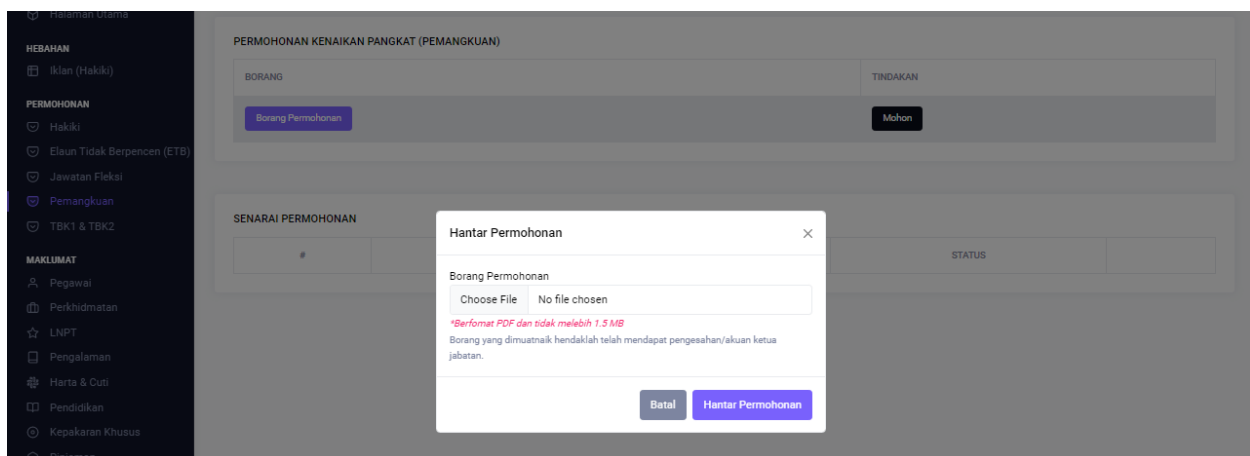 Halaman Utama
HEBAHAN
Iklan (Hakiki)
PERMOHONAN
Hakiki
Elaun Tidak Berpencen (ETB)
Jawatan Fleksi
Pemangkuan
TBK1 & TBK2
MAKLUMAT
Pegawai
Perkhidmatan
LNPT
Pengalaman
Harta & Cuti
Pendidikan
Kepakaran Khusus
PERMOHONAN KENAIKAN PANGKAT (PEMANGKUAN)
BORANG TINDAKAN
Borang Permohonan Mohon
SENARAI PERMOHONAN
# STATUS
Hantar Permohonan
Borang Permohonan
Choose File No file chosen
*Berfomat PDF dan tidak melebih 1.5 MB
Borang yang dimuatnaik hendaklah telah mendapat pengesahan/akuan ketua
jabatan.
Batal Hantar Permohonan